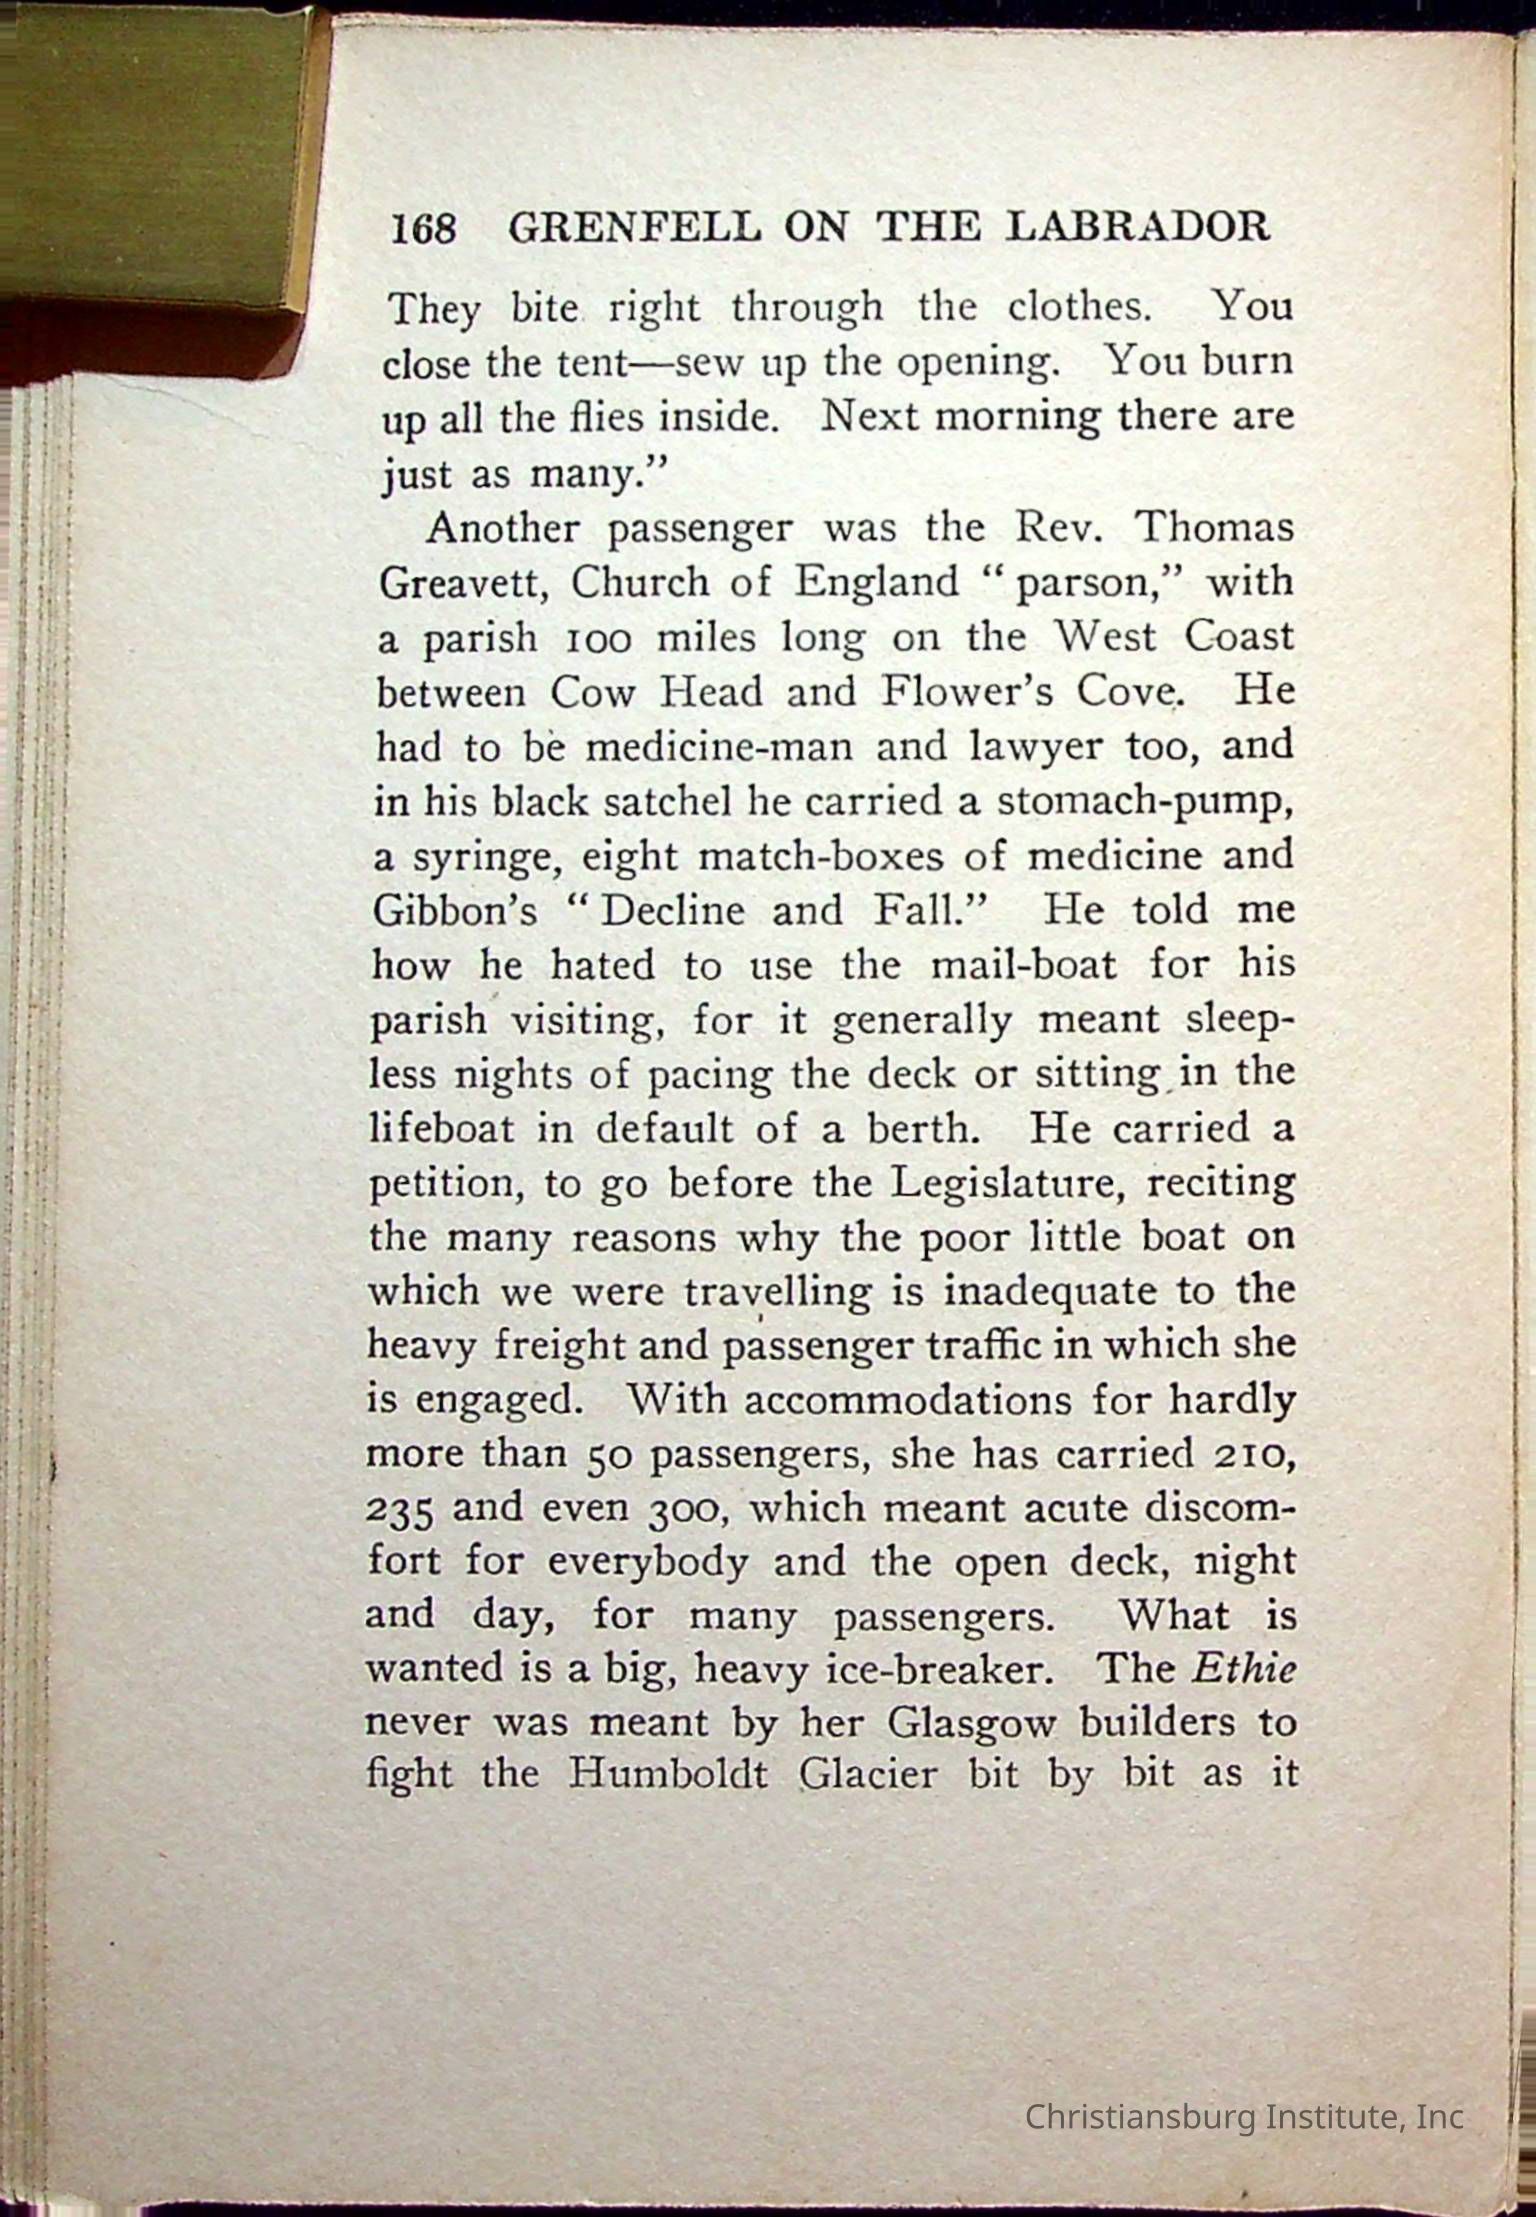 168 GRENFELL ON THE LABRADOR
They bite right through the clothes. You
close the tent—sew up the opening. You burn
up all the flies inside. Next morning there are
just as many.”
Another passenger was the Rev. Thomas
Greavett, Church of England “parson,” with
a parish 100 miles long on the West Coast
between Cow Head and Flower’s Cove. He
had to be medicine-man and lawyer too, and
in his black satchel he carried a stomach-pump,
a syringe, eight match-boxes of medicine and
Gibbon’s “Decline and Fall.” He told me
how he hated to use the mail-boat for his
parish visiting, for it generally meant sleep-
less nights of pacing the deck or sitting in the
lifeboat in default of a berth. He carried a
petition, to go before the Legislature, reciting
the many reasons why the poor little boat on
which we were travelling is inadequate to the
heavy freight and passenger traffic in which she
is engaged. With accommodations for hardly
more than 50 passengers, she has carried 210,
235 and even 300, which meant acute discom-
fort for everybody and the open deck, night
and day, for many passengers. What is
wanted is a big, heavy ice-breaker. The Ethie
never was meant by her Glasgow builders to
fight the Humboldt Glacier bit by bit as it
Christiansburg Institute, Inc